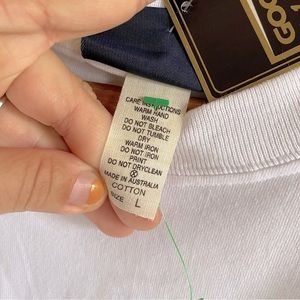 GOO
CARE INSTRUCTIONS
WARM HAND
WASH
DO NOT BLEACH
DO NOT TUMBLE
DRY
WARM IRON
DO NOT IRON
PRINT
DO NOT DRYCLEAN
MADE IN AUSTRALIA
COTTON
SIZE L